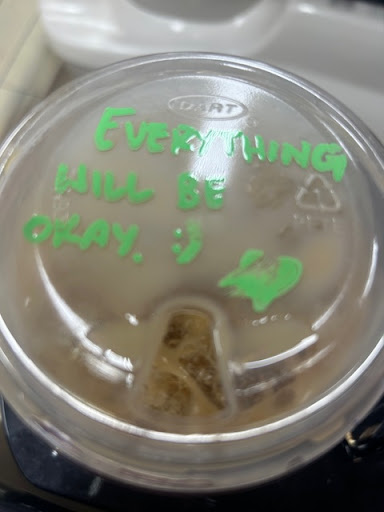 DART
EVERYTHING
WILL BE
OKAY. :)